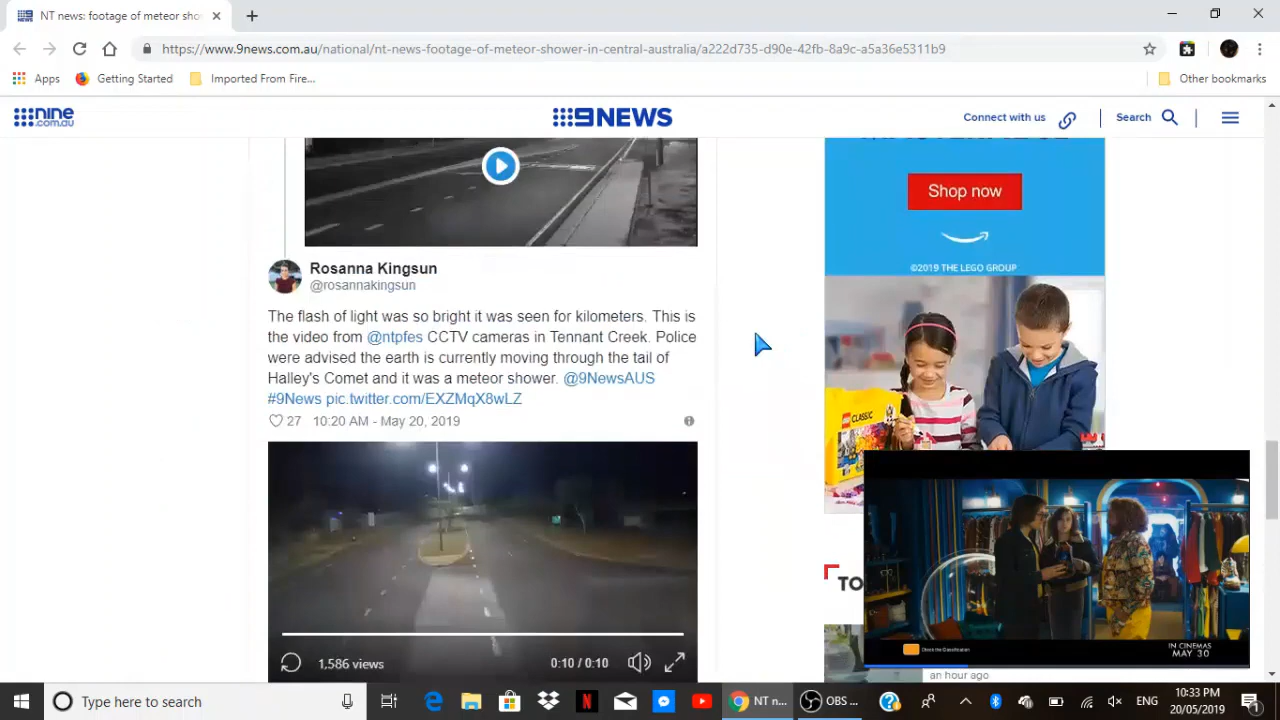 NT news: footage of meteor sho
https://www.9news.com.au/national/nt-news-footage-of-meteor-shower-in-central-australia/a222d735-d90e-42fb-8a9c-a5a36e5311b9
Apps Getting Started Imported From Fire... Other bookmarks
nine.com.au 9NEWS Connect with us Search
Shop now
©2019 THE LEGO GROUP
Rosanna Kingsun
@rosannakingsun
The flash of light was so bright it was seen for kilometers. This is
the video from @ntpfes CCTV cameras in Tennant Creek. Police
were advised the earth is currently moving through the tail of
Halley's Comet and it was a meteor shower. @9NewsAUS
#9News pic.twitter.com/EXZMqX8wLZ
27 10:20 AM - May 20, 2019
LEGO CLASSIC
TO
Check the Classification
IN CINEMAS
MAY 30
1,586 views 0:10 / 0:10
an hour ago
Type here to search
NT n...
OBS ...
ENG
10:33 PM
20/05/2019
1